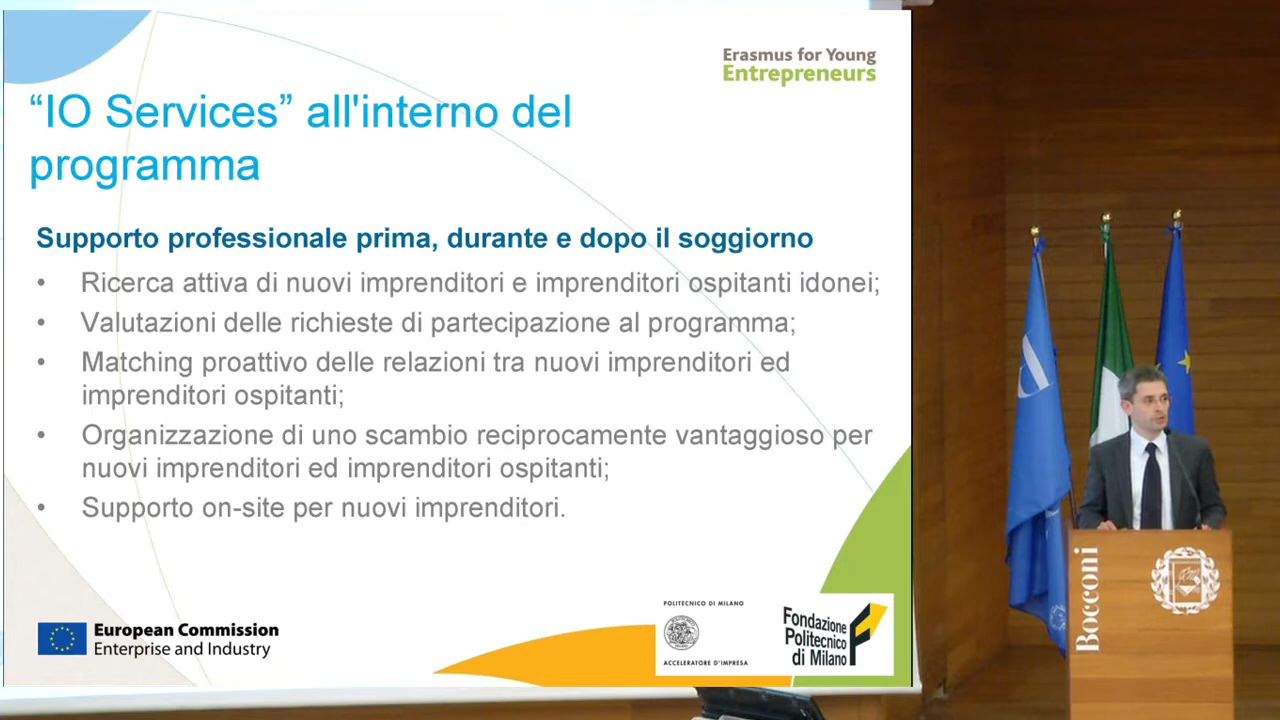 Erasmus for Young
Entrepreneurs
“IO Services” all'interno del
programma
Supporto professionale prima, durante e dopo il soggiorno
• Ricerca attiva di nuovi imprenditori e imprenditori ospitanti idonei;
• Valutazioni delle richieste di partecipazione al programma;
• Matching proattivo delle relazioni tra nuovi imprenditori ed
imprenditori ospitanti;
• Organizzazione di uno scambio reciprocamente vantaggioso per
nuovi imprenditori ed imprenditori ospitanti;
• Supporto on-site per nuovi imprenditori.
European Commission
Enterprise and Industry
POLITECNICO DI MILANO
ACCELERATORE D'IMPRESA
Fondazione
Politecnico
di Milano
Bocconi